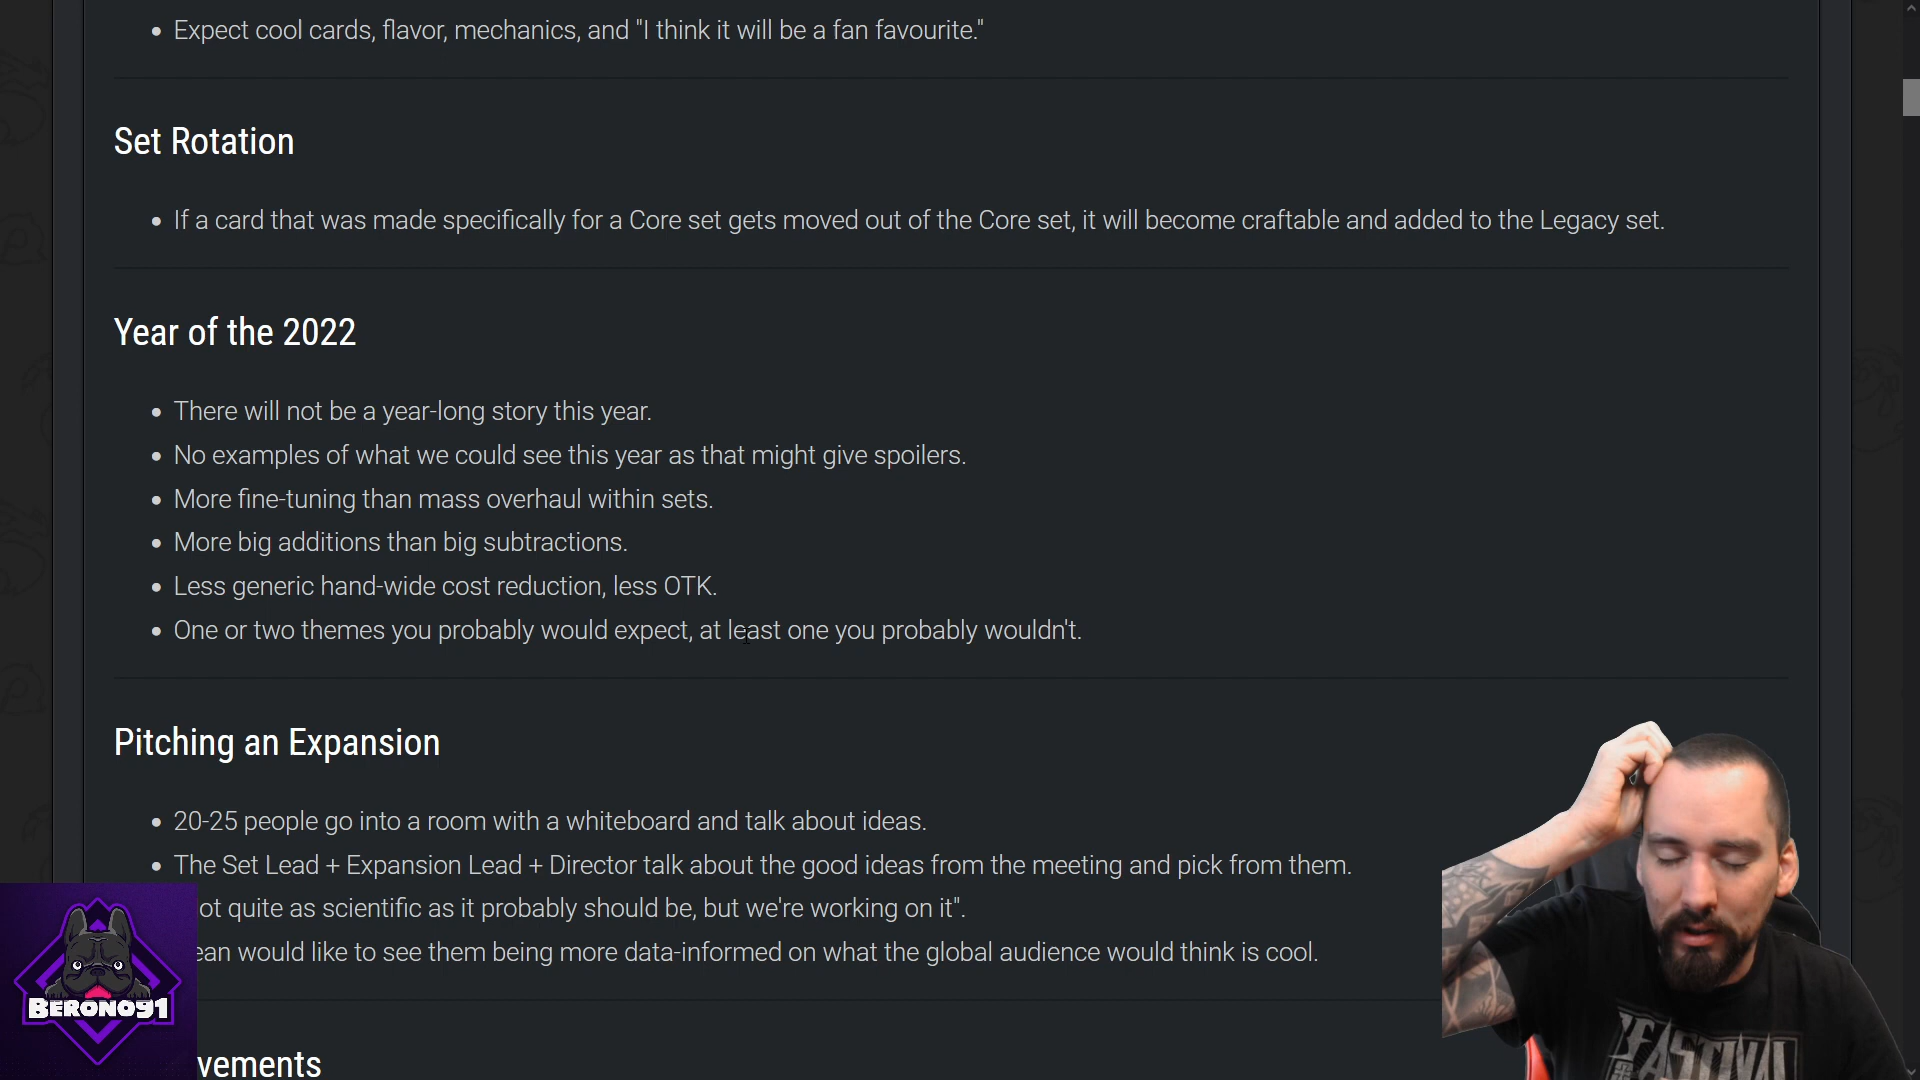 Expect cool cards, flavor, mechanics, and "I think it will be a fan favourite."
Set Rotation
If a card that was made specifically for a Core set gets moved out of the Core set, it will become craftable and added to the Legacy set.
Year of the 2022
There will not be a year-long story this year.
No examples of what we could see this year as that might give spoilers.
More fine-tuning than mass overhaul within sets.
More big additions than big subtractions.
Less generic hand-wide cost reduction, less OTK.
One or two themes you probably would expect, at least one you probably wouldn't.
Pitching an Expansion
20-25 people go into a room with a whiteboard and talk about ideas.
The Set Lead + Expansion Lead + Director talk about the good ideas from the meeting and pick from them.
ot quite as scientific as it probably should be, but we're working on it".
ean would like to see them being more data-informed on what the global audience would think is cool.
BERONO91
vements